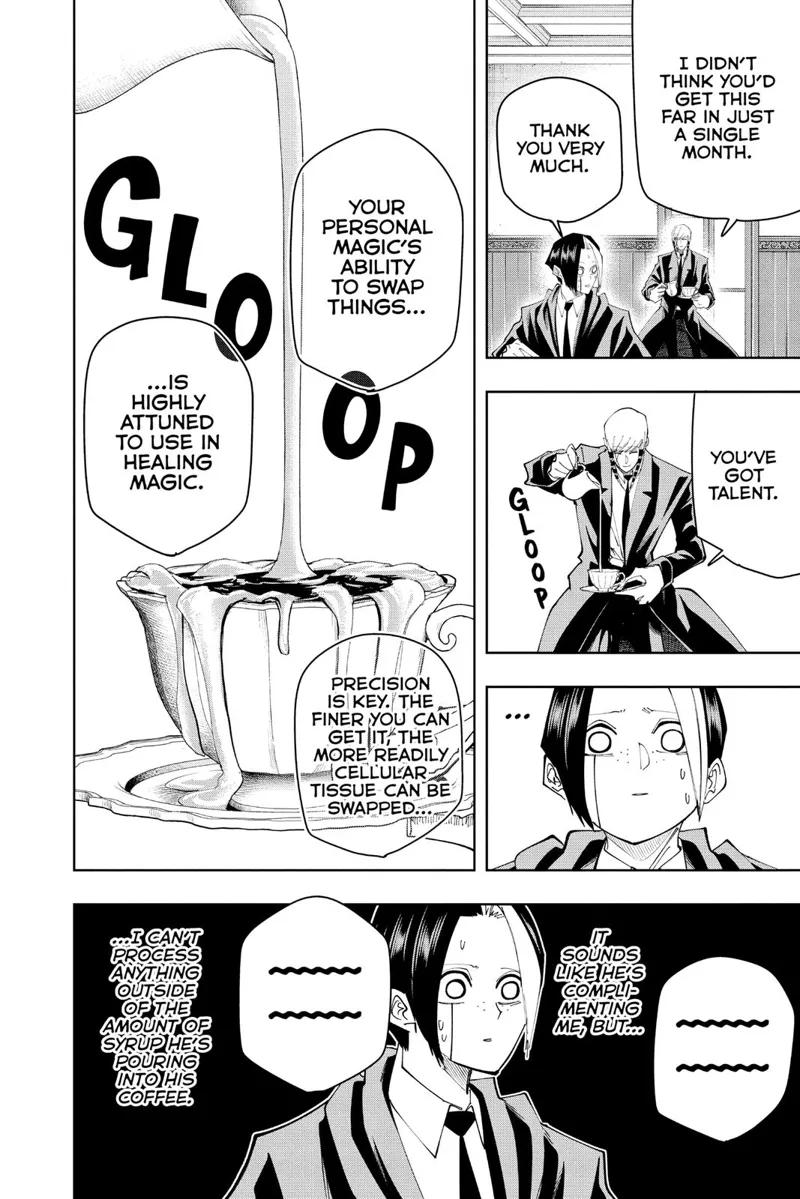 I DIDN'T
THINK YOU'D
GET THIS
FAR IN JUST
A SINGLE
MONTH.
THANK
YOU VERY
MUCH.
YOU'VE
GOT
TALENT.
GLOOP
...
YOUR
PERSONAL
MAGIC'S
ABILITY
TO SWAP
THINGS...
GLOOP
...IS
HIGHLY
ATTUNED
TO USE IN
HEALING
MAGIC.
PRECISION
IS KEY. THE
FINER YOU CAN
GET IT, THE
MORE READILY
CELLULAR
TISSUE CAN BE
SWAPPED...
IT
SOUNDS
LIKE HE'S
COMPLI-
MENTING
ME, BUT...
...I CAN'T
PROCESS
ANYTHING
OUTSIDE
OF THE
AMOUNT OF
SYRUP HE'S
POURING
INTO HIS
COFFEE.